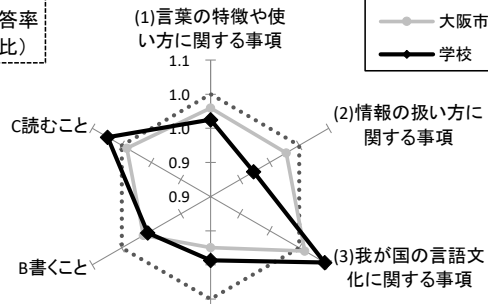 答率
比）
(1)言葉の特徴や使
い方に関する事項
大阪市
学校
1.1
1.0
1.0
0.9
0.9
(2)情報の扱い方に
関する事項
C読むこと
B書くこと
(3)我が国の言語文
化に関する事項